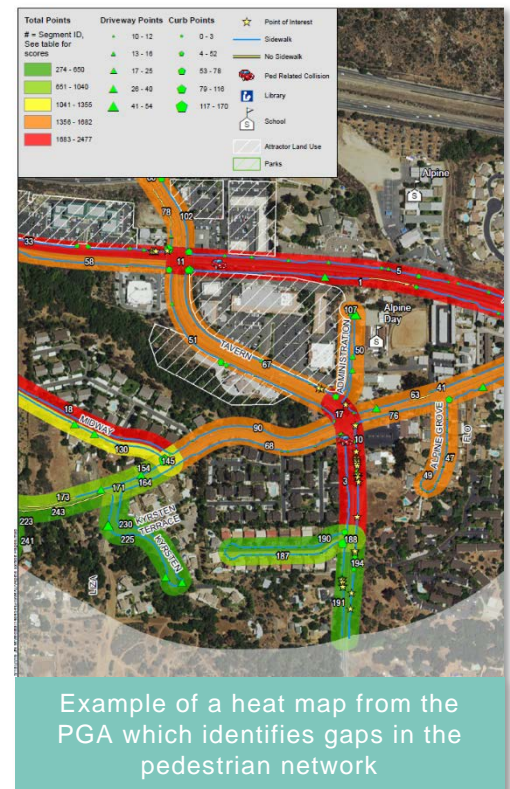 Total Points
# = Segment ID,
See table for
scores
274 - 650
651 - 1040
1041 - 1355
1356 - 1682
1683 - 2477
Driveway Points
10 - 12
13 - 16
17 - 25
26 - 40
41 - 54
Curb Points
0 - 3
4 - 52
53 - 78
79 - 116
117 - 170
Point of Interest
Sidewalk
No Sidewalk
Ped Related Collision
Library
S
School
Attractor Land Use
Parks
Alpine
S
78
102
33
58
11
5
1
107
Alpine
Day
S
51
TAVERN
67
ADMINISTRATION
50
41
63
76
17
18
MIDWAY
130
90
68
10
3
ALPINE GROVE
FLO
47
49
145
154
164
171
173
243
223
241
230
225
KYRSTEN
TERRACE
KYRSTEN
LIZA
190
188
187
194
191
Example of a heat map from the
PGA which identifies gaps in the
pedestrian network